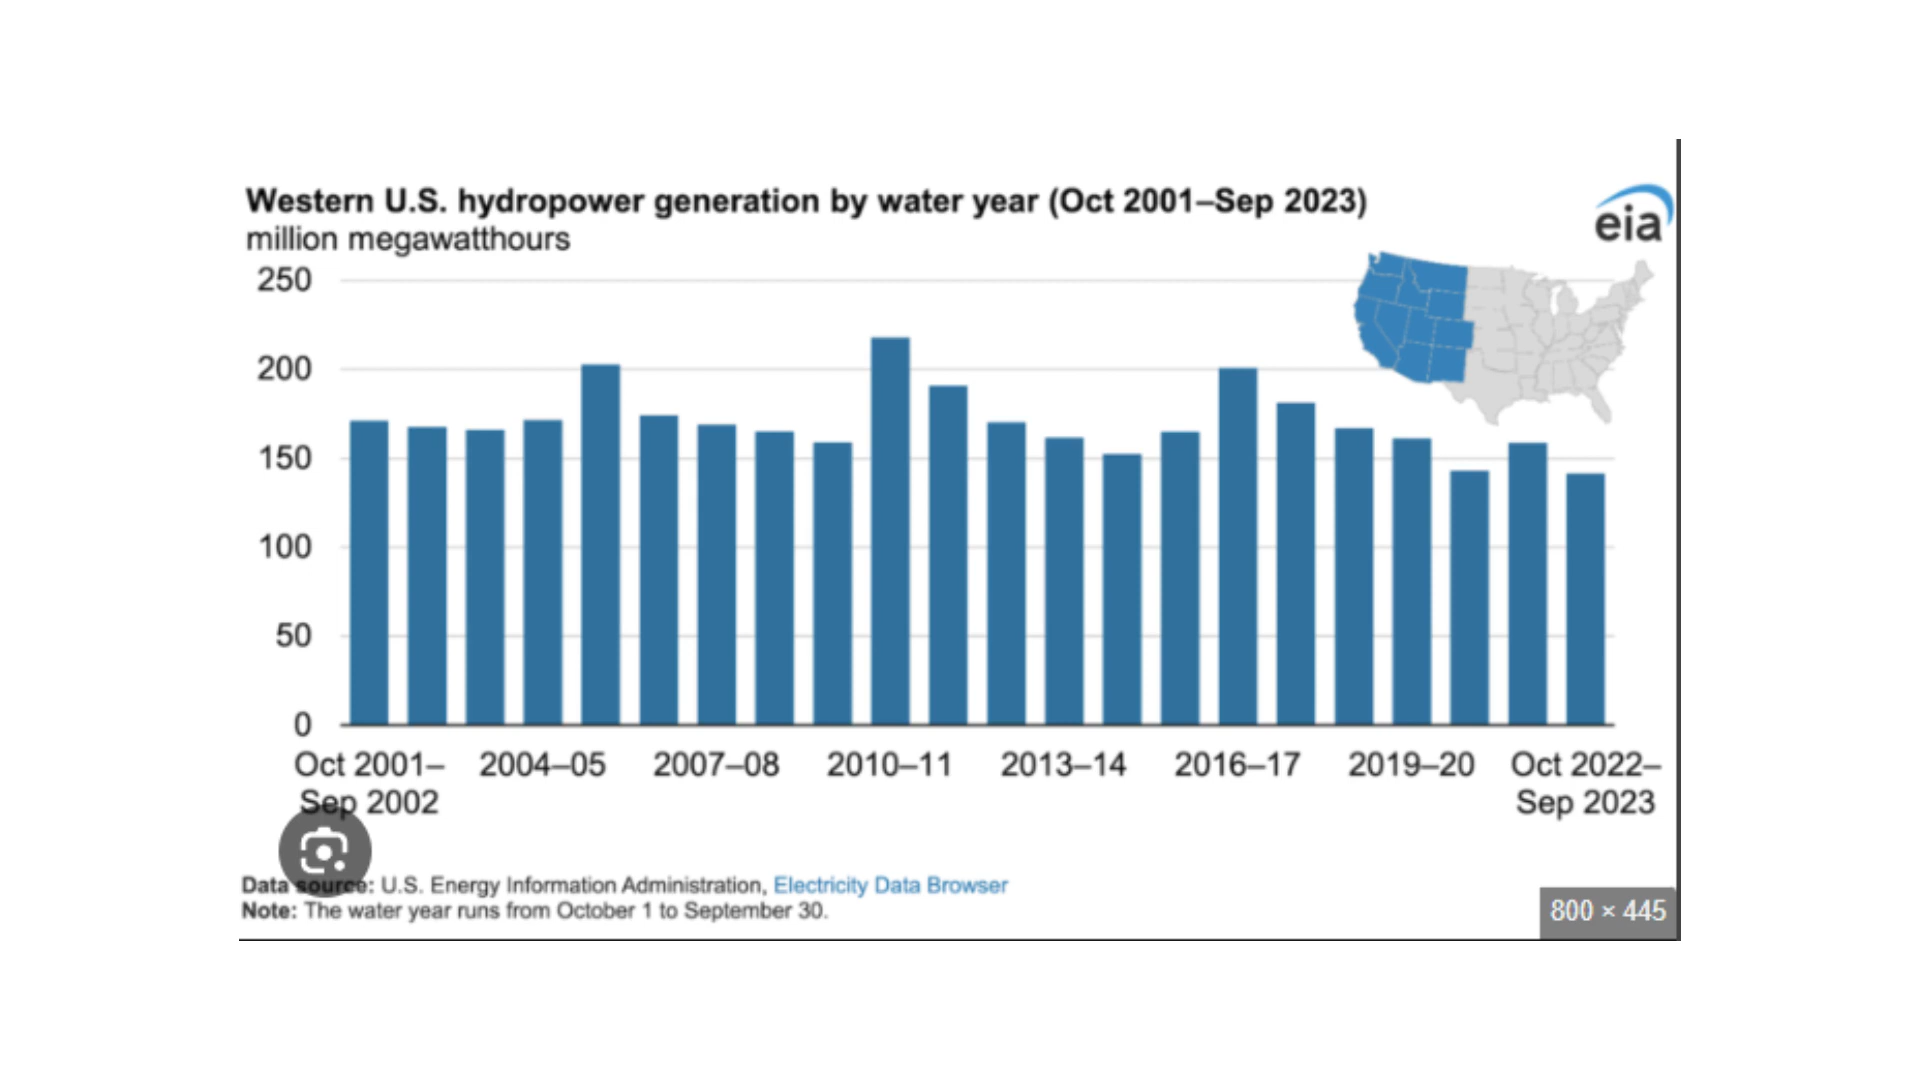 Western U.S. hydropower generation by water year (Oct 2001–Sep 2023)
million megawatthours
eia
250
200
150
100
50
0
Oct 2001–
Sep 2002
2004–05
2007–08
2010–11
2013–14
2016–17
2019–20
Oct 2022–
Sep 2023
Data source: U.S. Energy Information Administration, Electricity Data Browser
Note: The water year runs from October 1 to September 30.
800 × 445